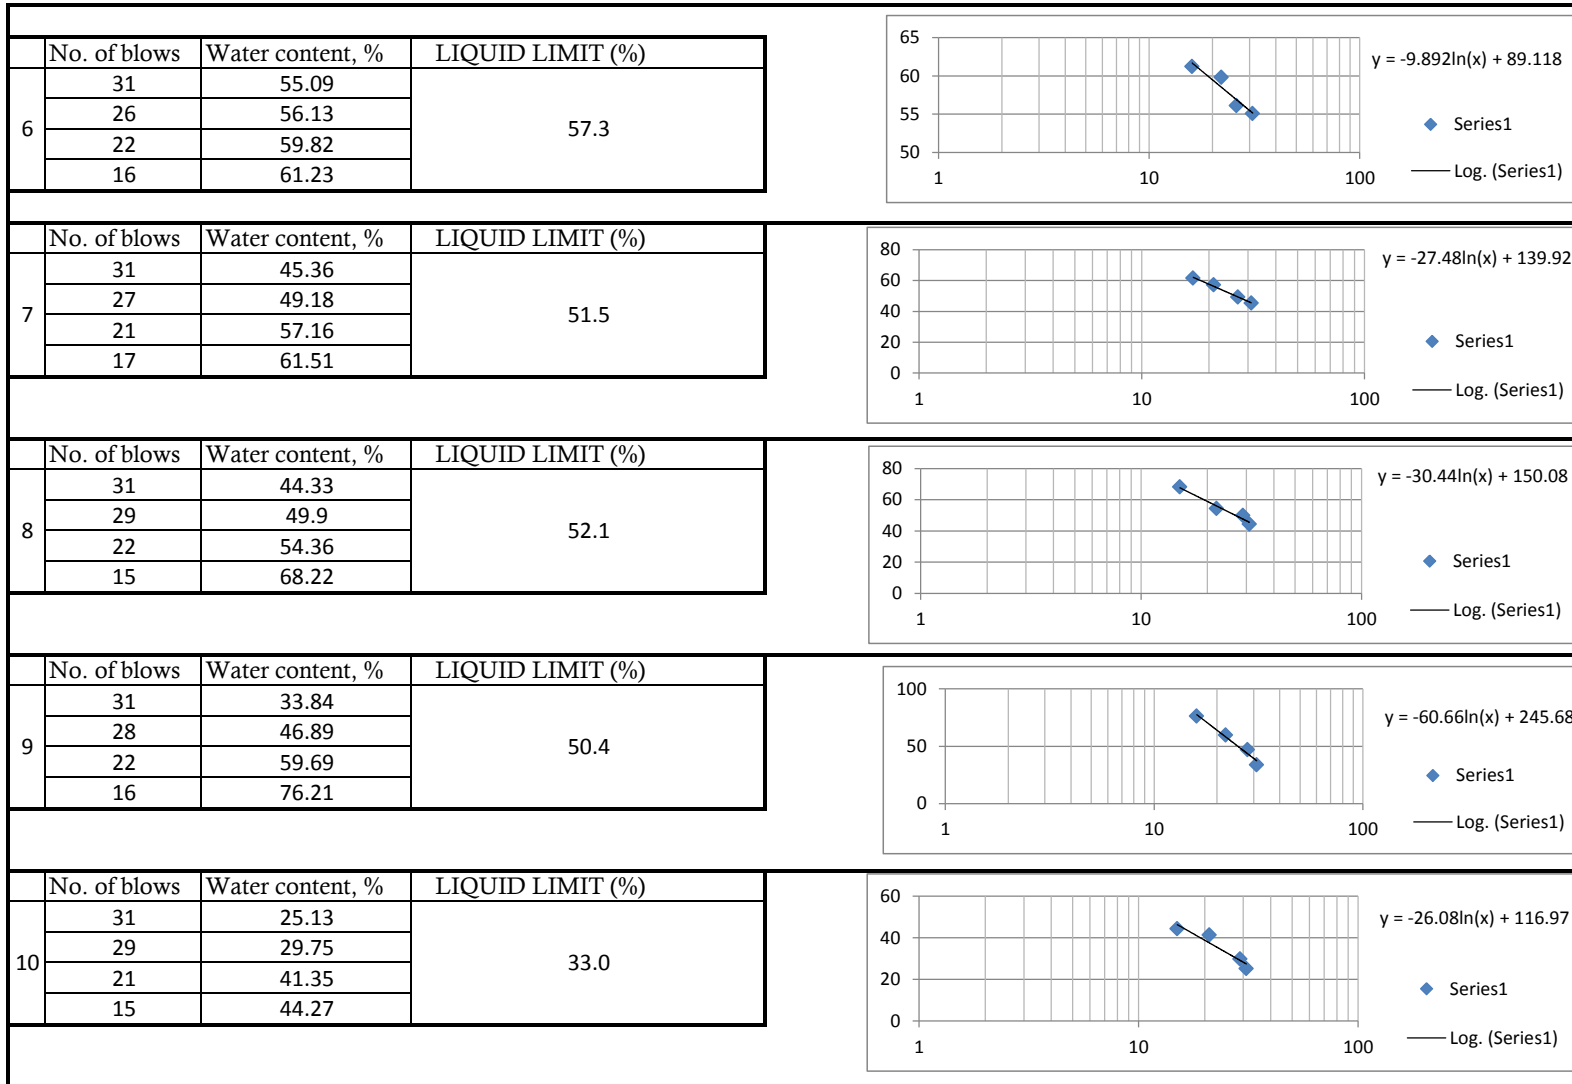 No. of blows Water content, % LIQUID LIMIT (%)
6
31 55.09
26 56.13
22 59.82
16 61.23
57.3
65
60
55
50
1 10 100
y = -9.892ln(x) + 89.118
Series1
Log. (Series1)
No. of blows Water content, % LIQUID LIMIT (%)
7
31 45.36
27 49.18
21 57.16
17 61.51
51.5
80
60
40
20
0
1 10 100
y = -27.48ln(x) + 139.92
Series1
Log. (Series1)
No. of blows Water content, % LIQUID LIMIT (%)
8
31 44.33
29 49.9
22 54.36
15 68.22
52.1
80
60
40
20
0
1 10 100
y = -30.44ln(x) + 150.08
Series1
Log. (Series1)
No. of blows Water content, % LIQUID LIMIT (%)
9
31 33.84
28 46.89
22 59.69
16 76.21
50.4
100
50
0
1 10 100
y = -60.66ln(x) + 245.68
Series1
Log. (Series1)
No. of blows Water content, % LIQUID LIMIT (%)
10
31 25.13
29 29.75
21 41.35
15 44.27
33.0
60
40
20
0
1 10 100
y = -26.08ln(x) + 116.97
Series1
Log. (Series1)